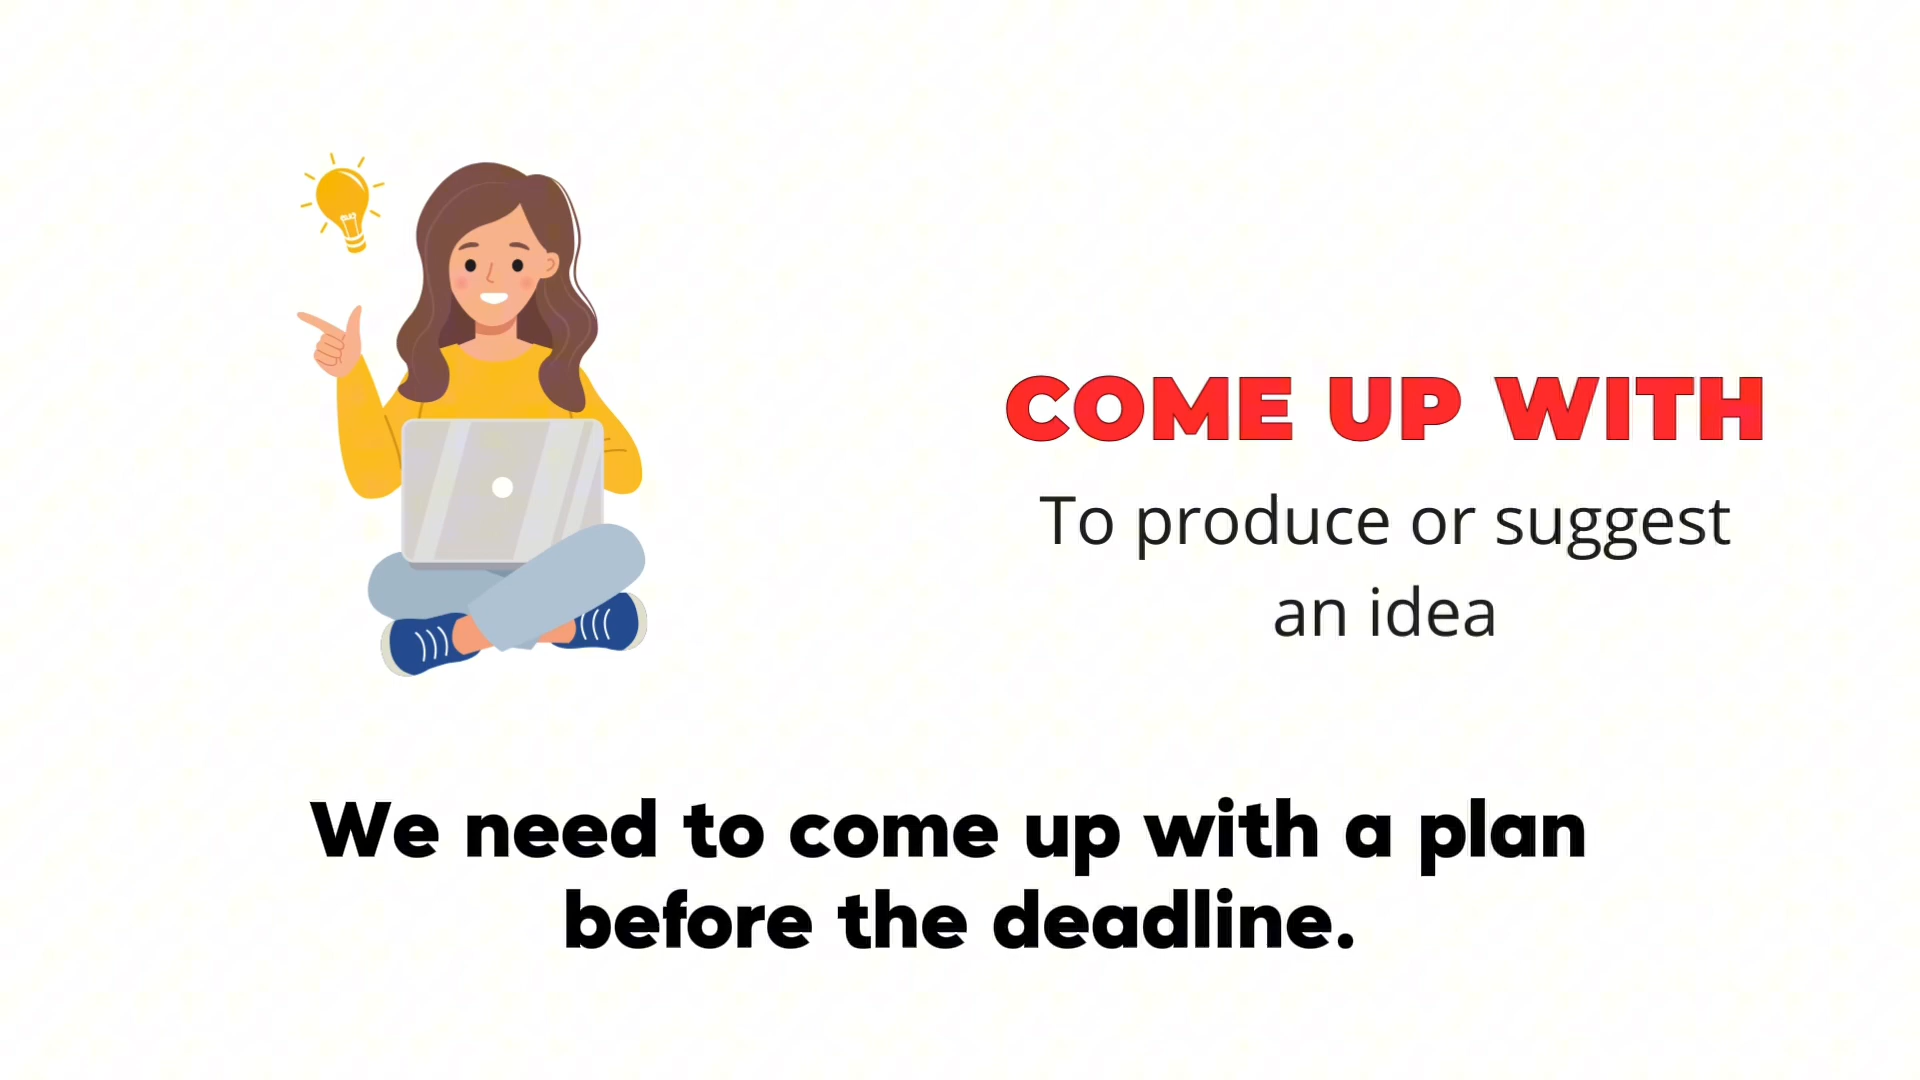 COME UP WITH
To produce or suggest
an idea
We need to come up with a plan
before the deadline.